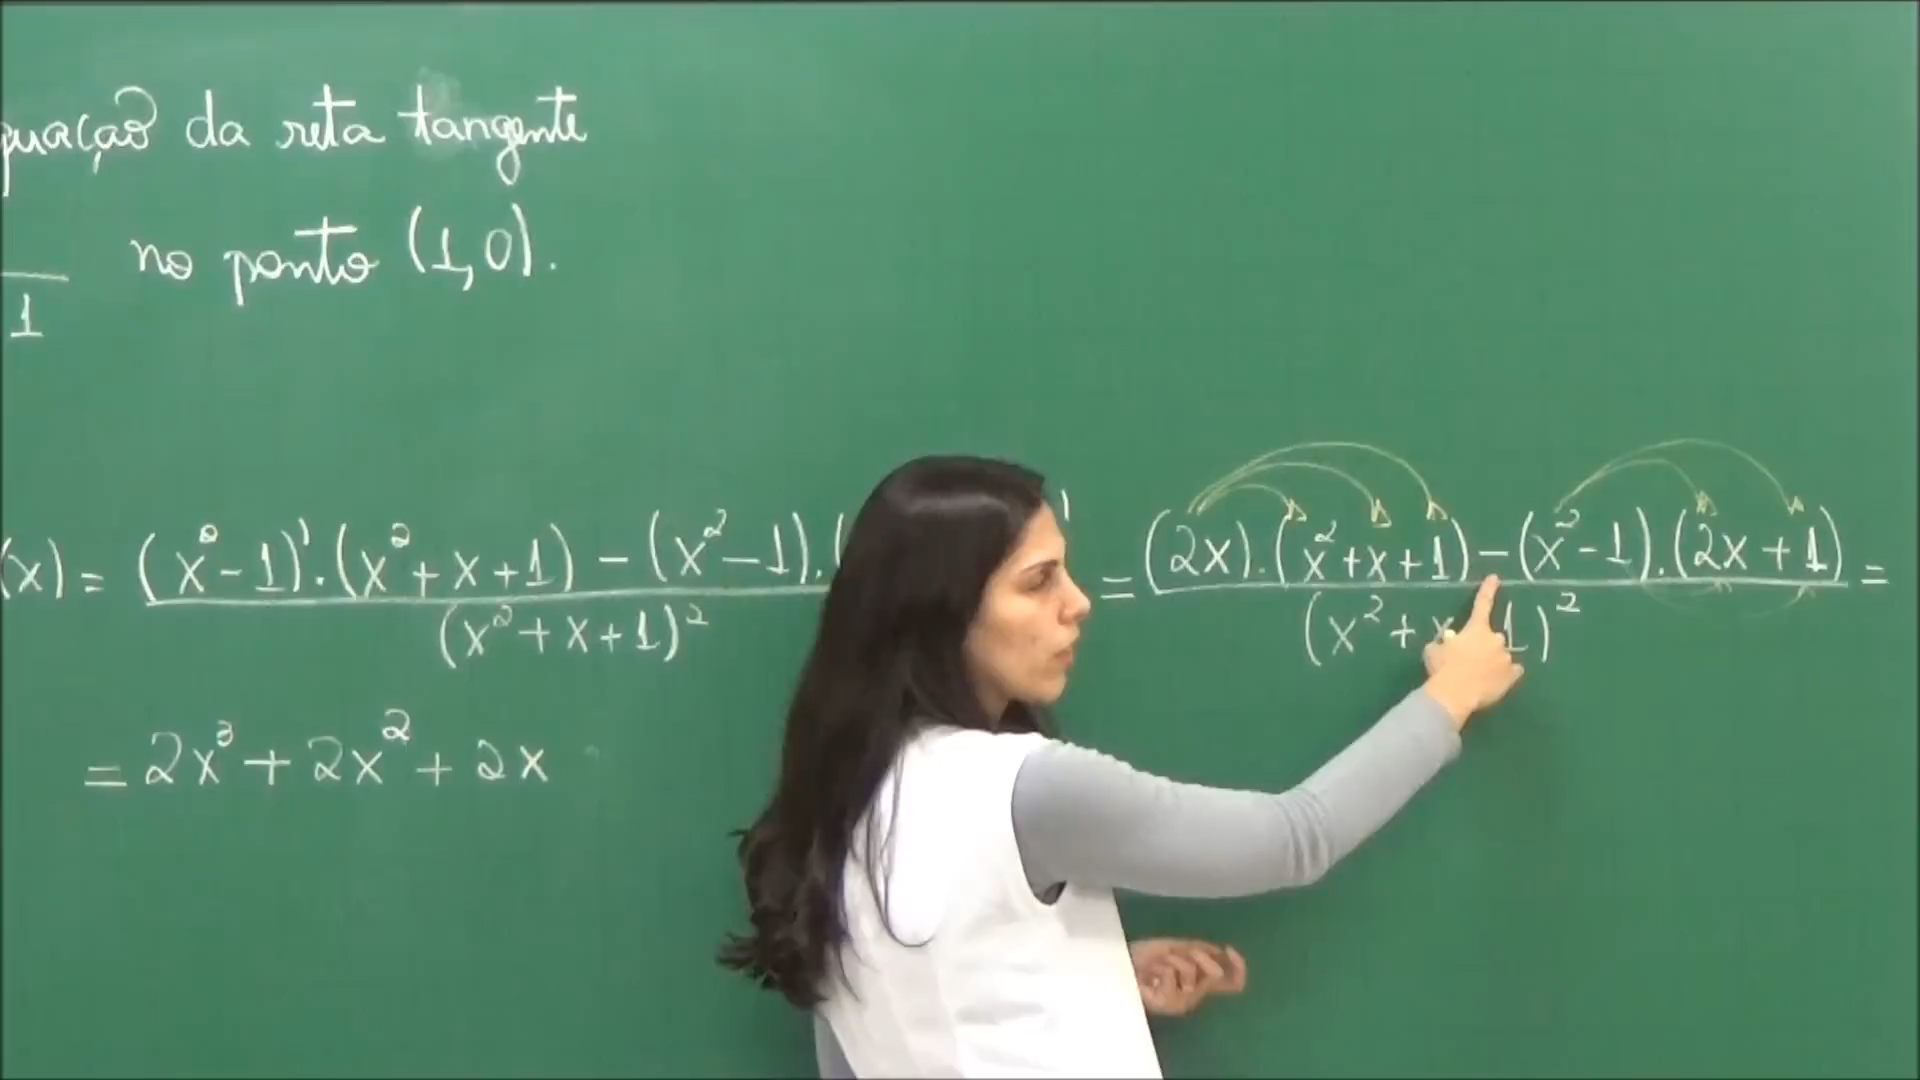 quação da reta tangente
no ponto (1,0).
1
(x) = (x²-1)'.(x²+x+1) - (x²-1).( ' = (2x).(x²+x+1)-(x²-1).(2x+1) =
(x²+x+1)² (x²+x 1)²
= 2x³ + 2x² + 2x